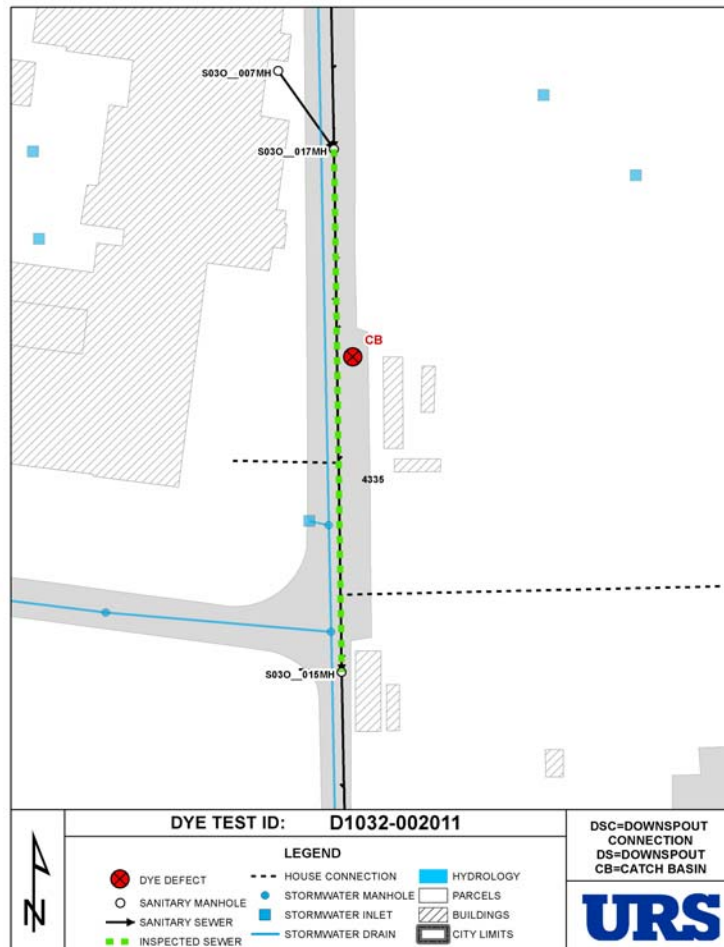 S03O__007MH
S03O__017MH
CB
4335
S03O__015MH
DYE TEST ID: D1032-002011
LEGEND
DYE DEFECT
SANITARY MANHOLE
SANITARY SEWER
INSPECTED SEWER
HOUSE CONNECTION
STORMWATER MANHOLE
STORMWATER INLET
STORMWATER DRAIN
HYDROLOGY
PARCELS
BUILDINGS
CITY LIMITS
DSC=DOWNSPOUT
CONNECTION
DS=DOWNSPOUT
CB=CATCH BASIN
URS
N